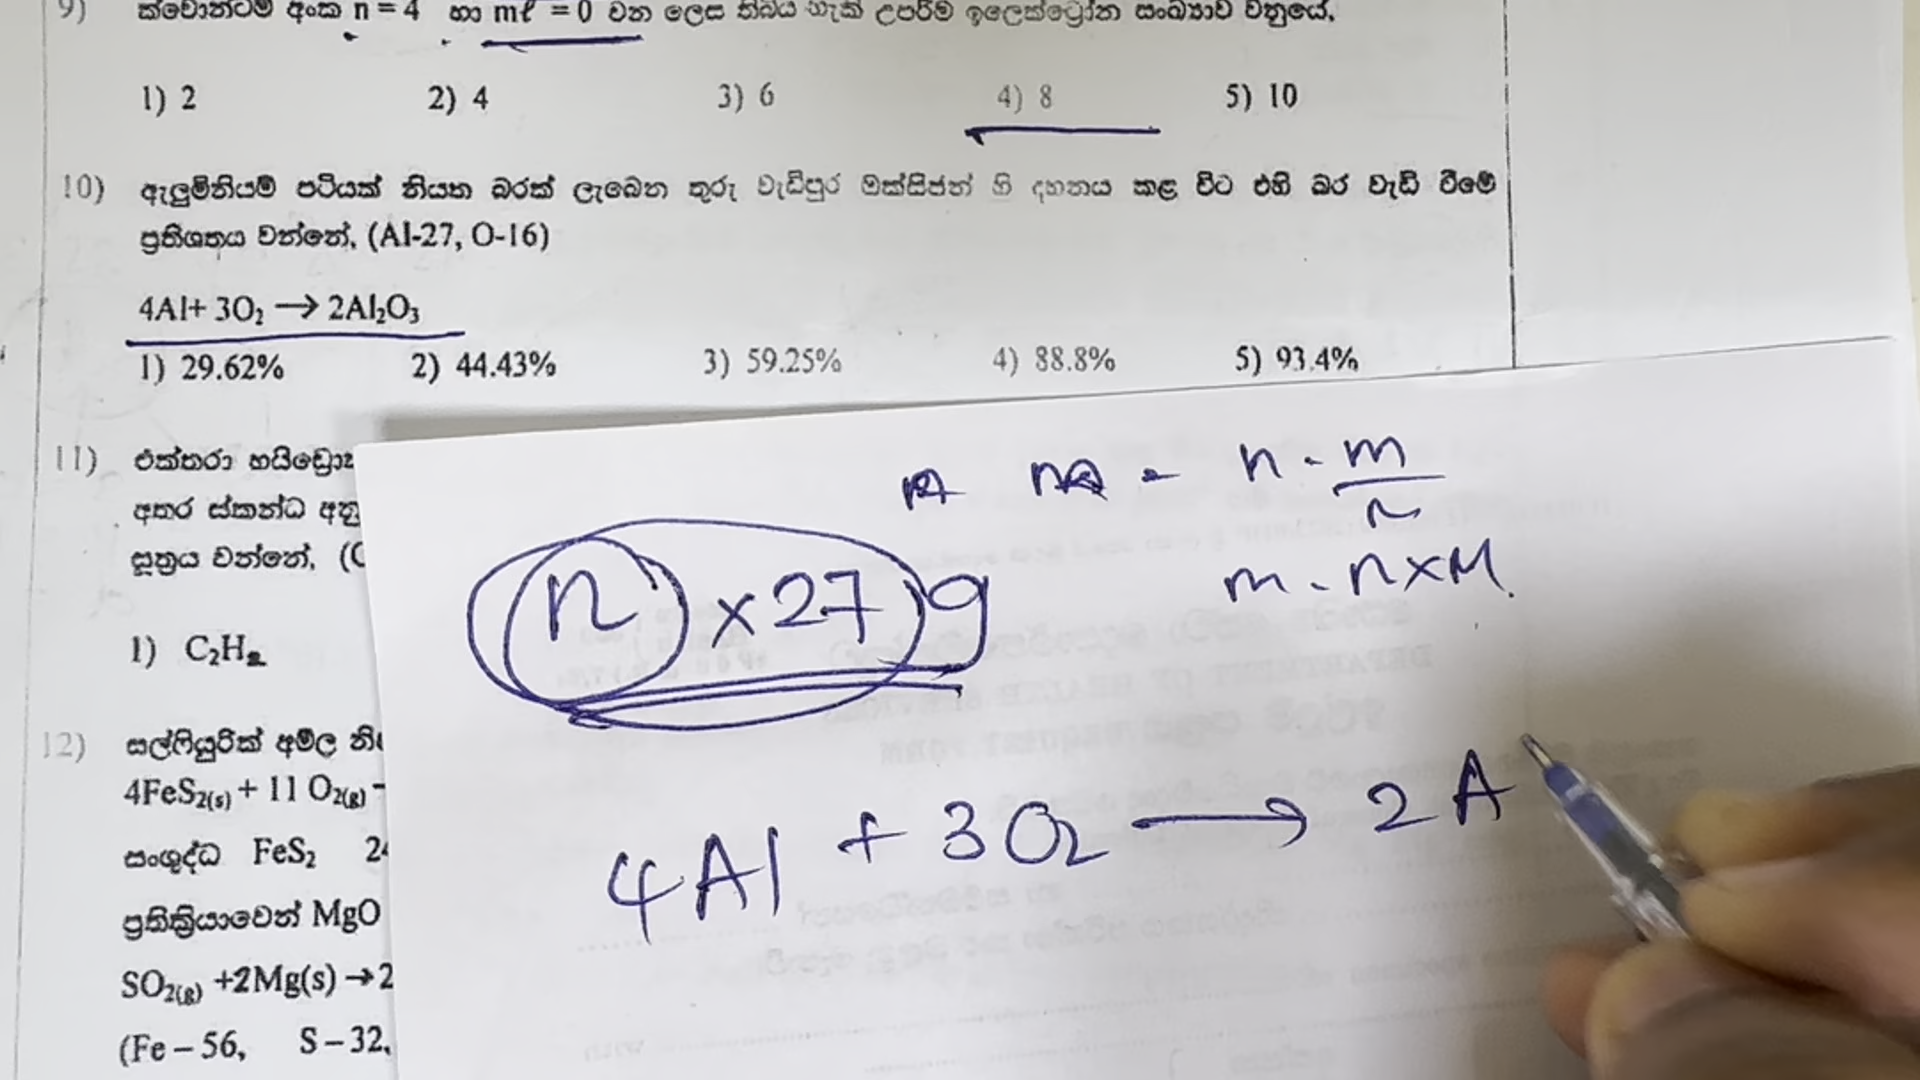 9) ක්වොන්ටම් අංක n = 4 හා mℓ = 0 වන ලෙස තිබිය හැකි උපරිම ඉලෙක්ට්‍රෝන සංඛ්‍යාව වනුයේ,
1) 2 2) 4 3) 6 4) 8 5) 10
10) ඇලුමිනියම් පටියක් නියත බරක් ලැබෙන තුරු වැඩිපුර ඔක්සිජන් හි දහනය කළ විට එහි බර වැඩි වීමේ
ප්‍රතිශතය වන්නේ, (Al-27, O-16)
4Al+ 3O₂ → 2Al₂O₃
1) 29.62% 2) 44.43% 3) 59.25% 4) 88.8% 5) 93.4%
11) එක්තරා
අතර ස්කන්ධ
සූත්‍රය වන්නේ, (C
1) C₂H₂
12) සල්ෆියුරික් අම්ල
4FeS₂₍ₛ₎ + 11 O₂₍g₎
සංශුද්ධ FeS₂ 24
ප්‍රතික්‍රියාවෙන් MgO
SO₂₍g₎ +2Mg(s) →2
(Fe – 56, S – 32,
n = m
m = n × M
n × 27 g
4Al + 3O₂ → 2 A